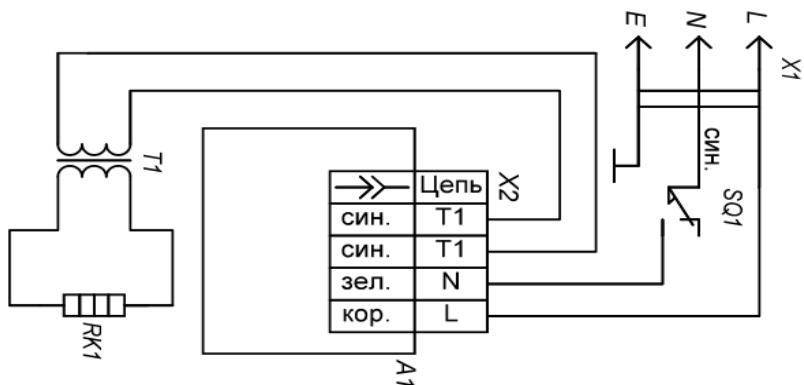 E N L
X1
T1
син.
SQ1
X2
Цепь
син. T1
син. T1
зел. N
кор. L
RK1
A1